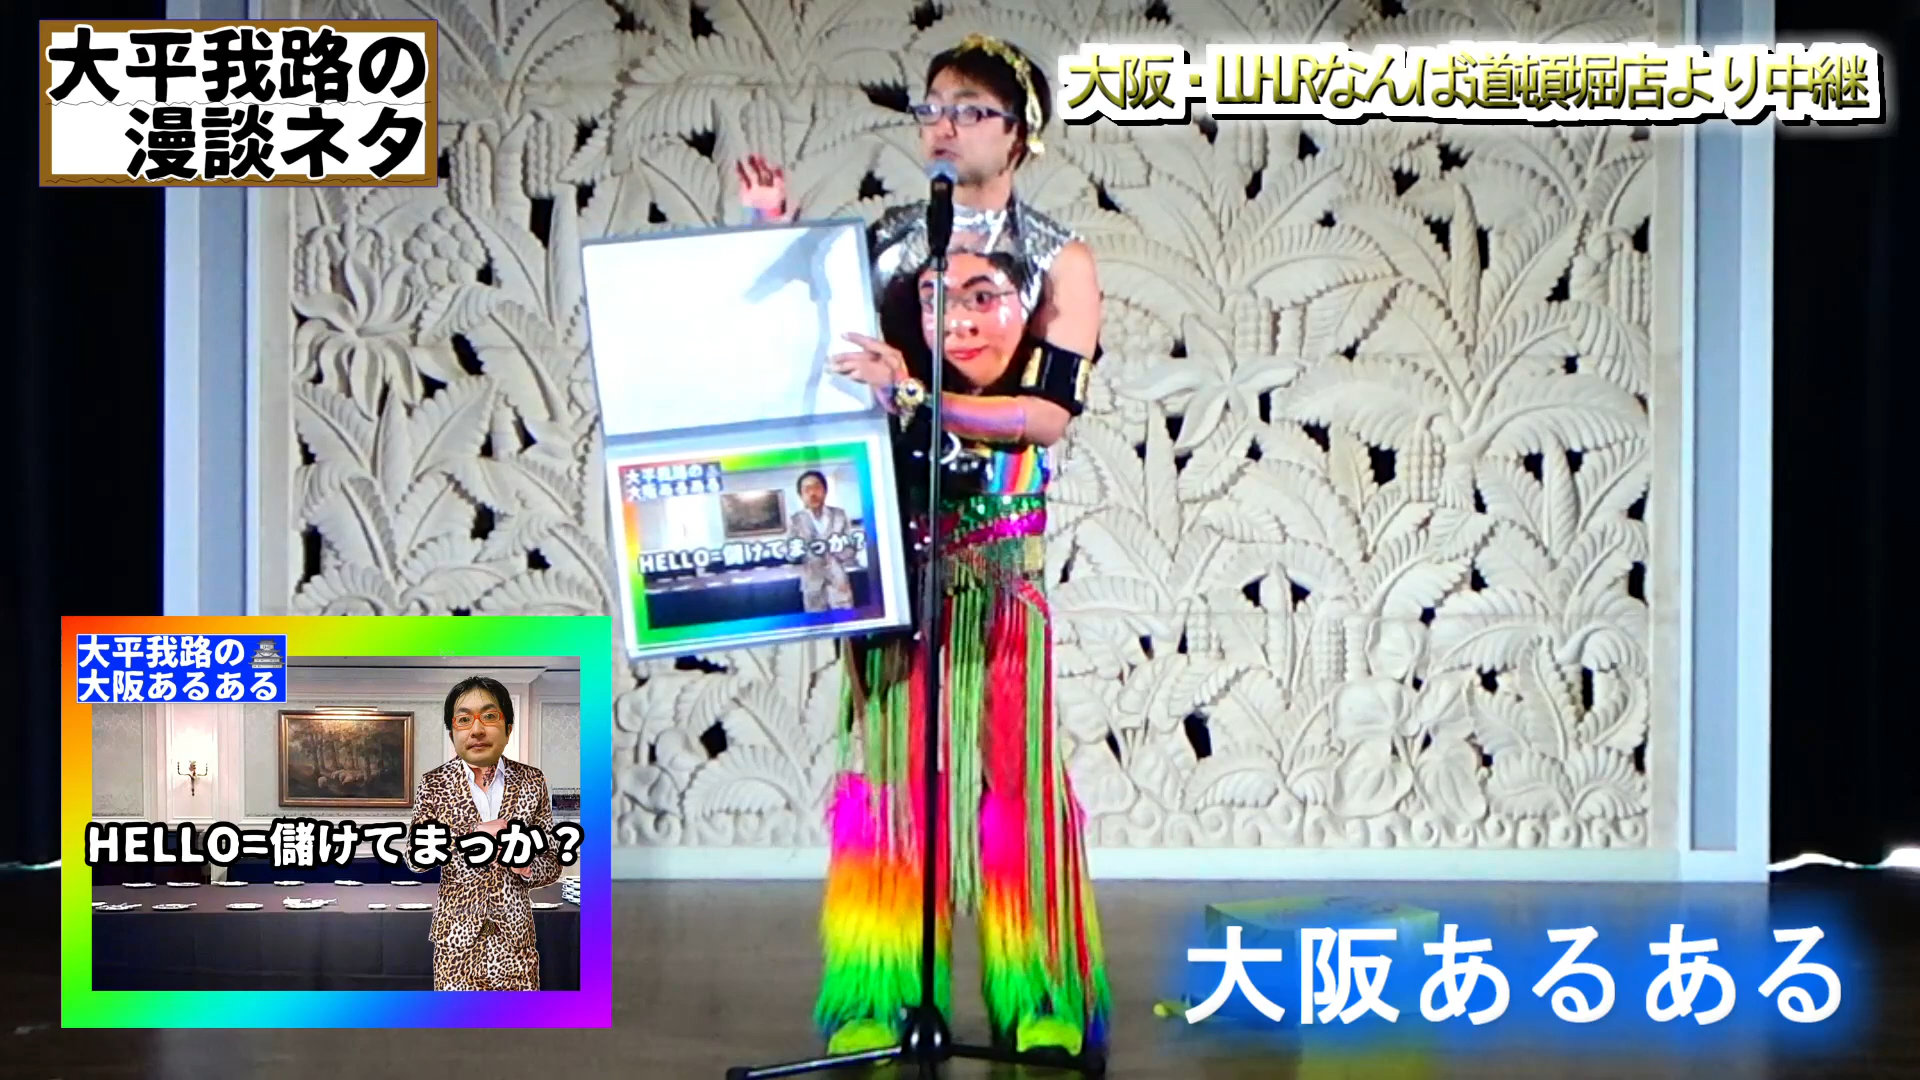 大平我路の
漫談ネタ
大阪・LLH.Rなんば道頓堀店より中継
大平我路の
大阪あるある
HELLO=儲けてまっか？
大平我路の
大阪あるある
HELLO=儲けてまっか？
大阪あるある